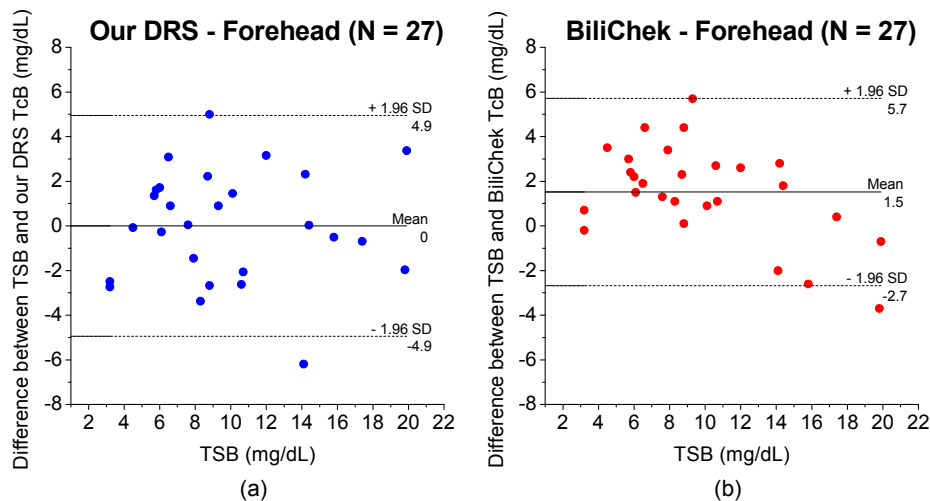 Our DRS - Forehead (N = 27)
Difference between TSB and our DRS TcB (mg/dL)
8
6
4
2
0
-2
-4
-6
-8
+ 1.96 SD
4.9
Mean
0
- 1.96 SD
-4.9
2 4 6 8 10 12 14 16 18 20 22
TSB (mg/dL)
(a)
BiliChek - Forehead (N = 27)
Difference between TSB and BiliChek TcB (mg/dL)
8
6
4
2
0
-2
-4
-6
-8
+ 1.96 SD
5.7
Mean
1.5
- 1.96 SD
-2.7
2 4 6 8 10 12 14 16 18 20 22
TSB (mg/dL)
(b)